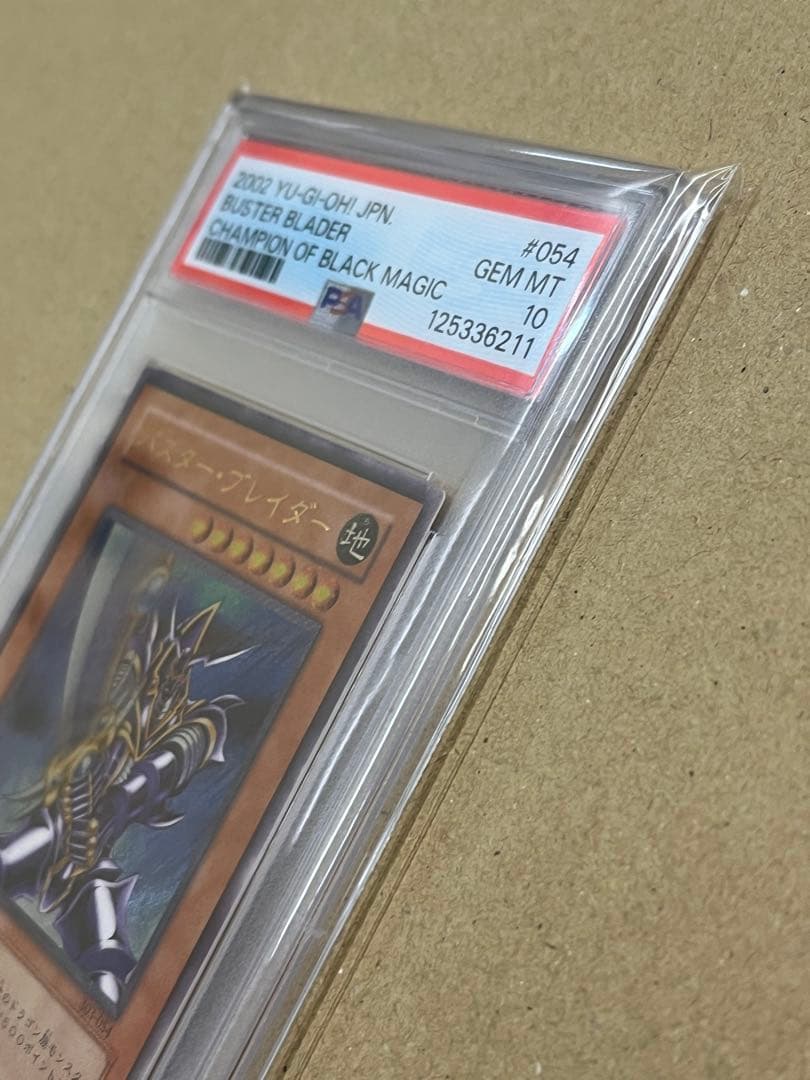 2002 YU-GI-OH! JPN.
#054
BUSTER BLADER
GEM MT
CHAMPION OF BLACK MAGIC
10
PSA
125336211
バスター・ブレイダー
地